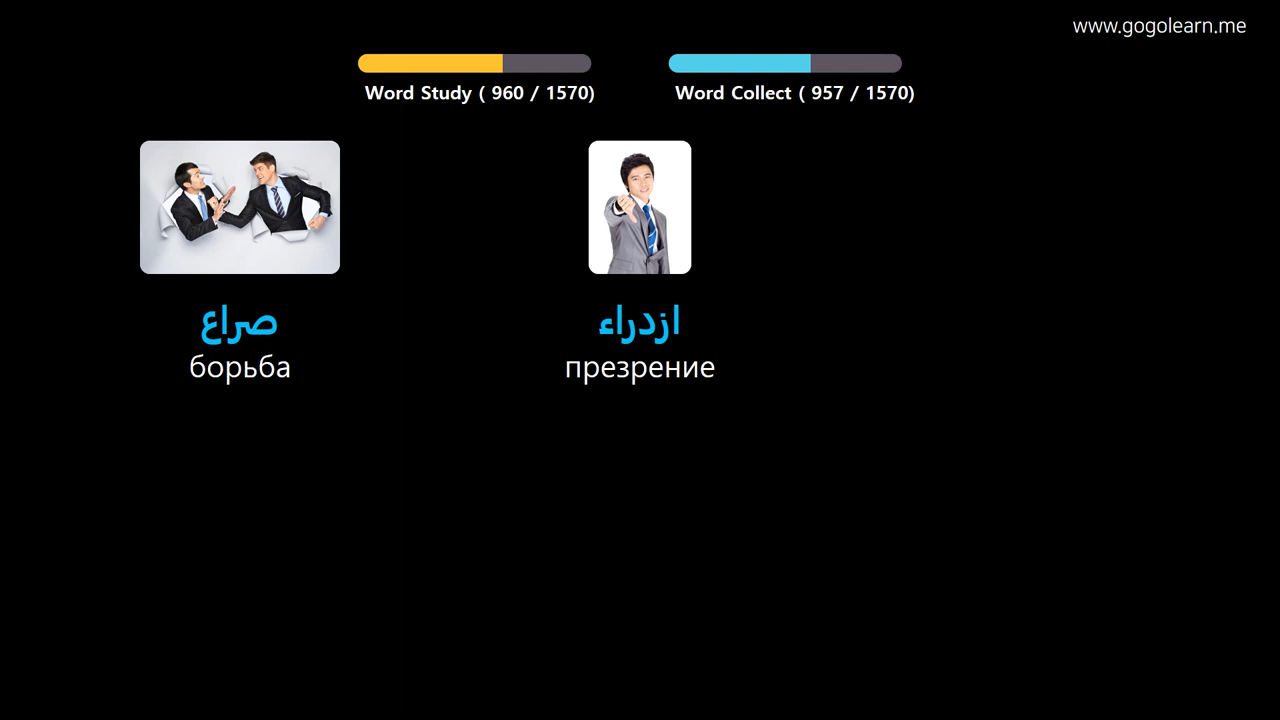 www.gogolearn.me
Word Study ( 960 / 1570)
Word Collect ( 957 / 1570)
صراع
борьба
ازدراء
презрение